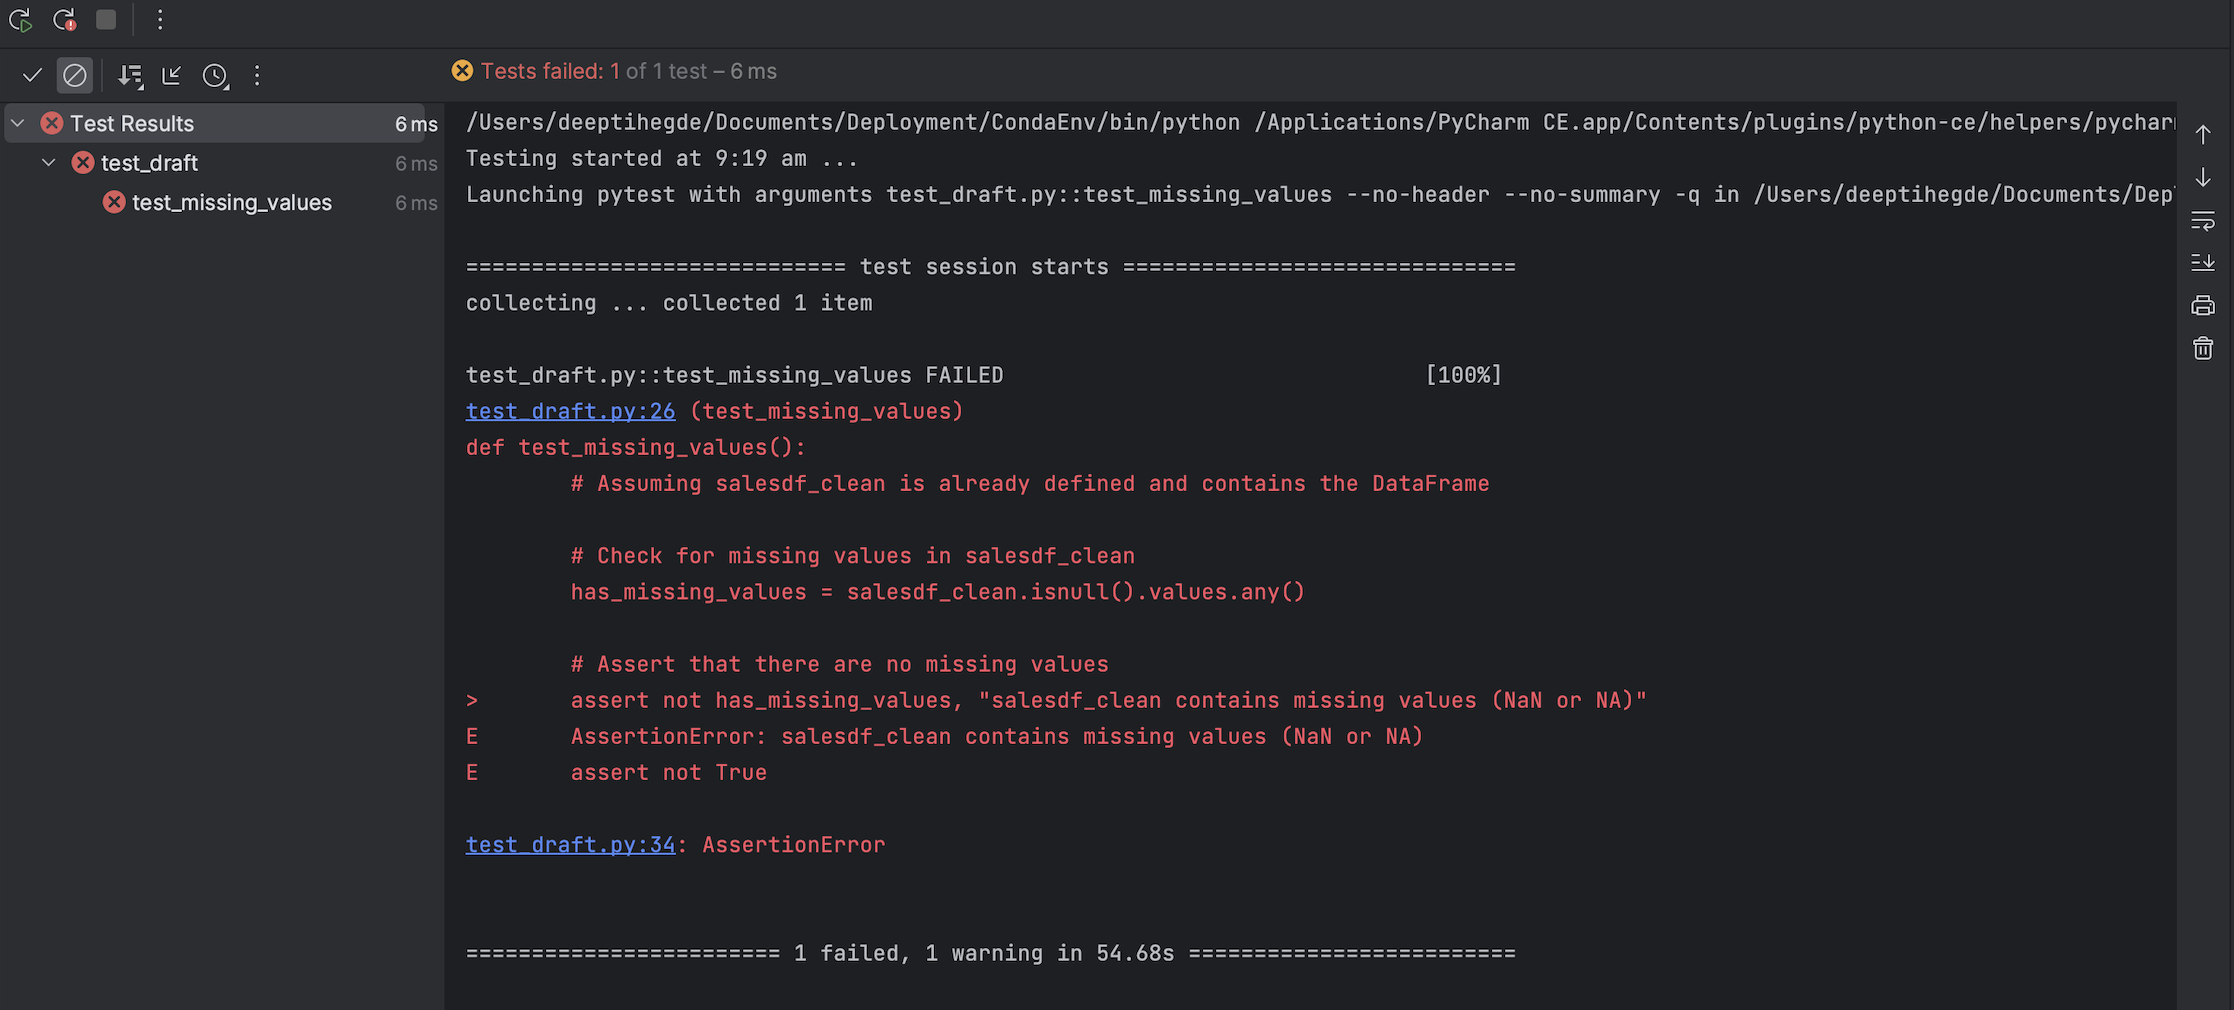 Tests failed: 1 of 1 test – 6 ms
Test Results 6 ms
test_draft 6 ms
test_missing_values 6 ms
/Users/deeptihegde/Documents/Deployment/CondaEnv/bin/python /Applications/PyCharm CE.app/Contents/plugins/python-ce/helpers/pychar
Testing started at 9:19 am ...
Launching pytest with arguments test_draft.py::test_missing_values --no-header --no-summary -q in /Users/deeptihegde/Documents/Dep
============================= test session starts ==============================
collecting ... collected 1 item
test_draft.py::test_missing_values FAILED [100%]
test_draft.py:26 (test_missing_values)
def test_missing_values():
# Assuming salesdf_clean is already defined and contains the DataFrame
# Check for missing values in salesdf_clean
has_missing_values = salesdf_clean.isnull().values.any()
# Assert that there are no missing values
> assert not has_missing_values, "salesdf_clean contains missing values (NaN or NA)"
E AssertionError: salesdf_clean contains missing values (NaN or NA)
E assert not True
test_draft.py:34: AssertionError
======================== 1 failed, 1 warning in 54.68s =========================